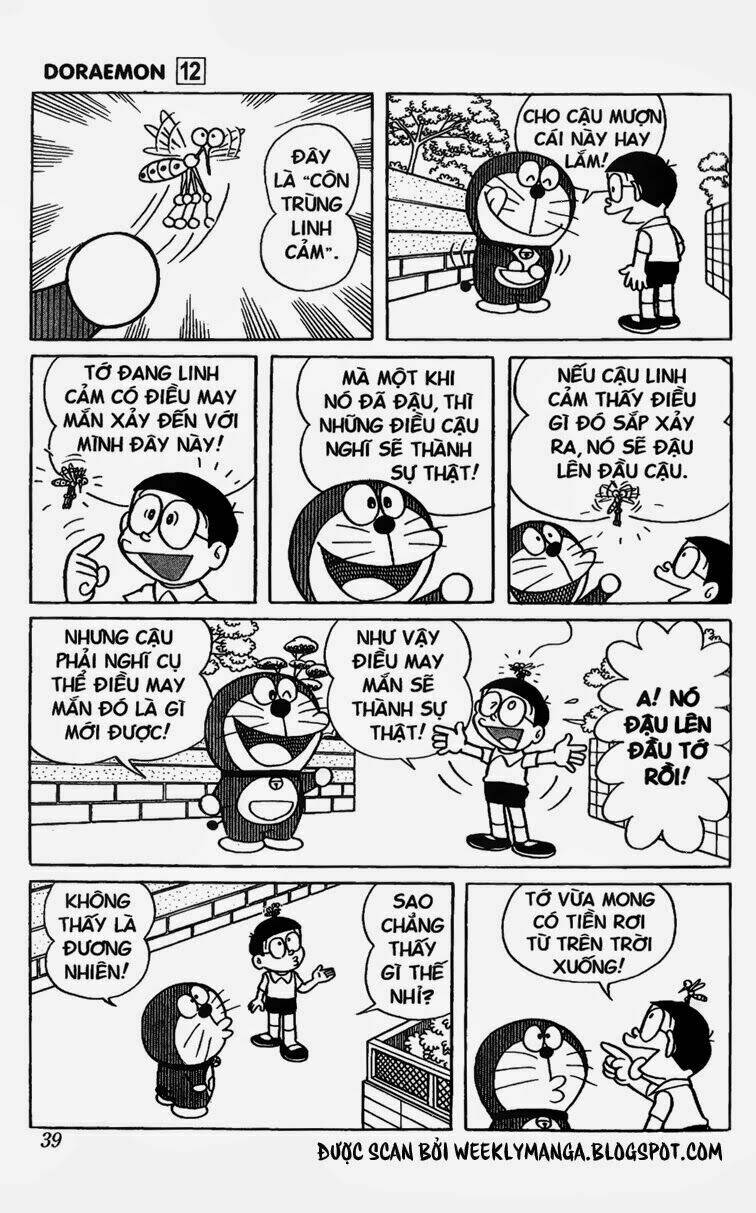 DORAEMON 12
CHO CẬU MƯỢN
CÁI NÀY HAY
LẮM!
ĐÂY
LÀ "CÔN
TRÙNG
LINH
CẢM".
NẾU CẬU LINH
CẢM THẤY ĐIỀU
GÌ ĐÓ SẮP XẢY
RA, NÓ SẼ ĐẬU
LÊN ĐẦU CẬU.
MÀ MỘT KHI
NÓ ĐÃ ĐẬU, THÌ
NHỮNG ĐIỀU CẬU
NGHĨ SẼ THÀNH
SỰ THẬT!
TỚ ĐANG LINH
CẢM CÓ ĐIỀU MAY
MẮN XẢY ĐẾN VỚI
MÌNH ĐÂY NÀY!
A! NÓ
ĐẬU LÊN
ĐẦU TỚ
RỒI!
NHƯ VẬY
ĐIỀU MAY
MẮN SẼ
THÀNH SỰ
THẬT!
NHƯNG CẬU
PHẢI NGHĨ CỤ
THỂ ĐIỀU MAY
MẮN ĐÓ LÀ GÌ
MỚI ĐƯỢC!
TỚ VỪA MONG
CÓ TIỀN RƠI
TỪ TRÊN TRỜI
XUỐNG!
SAO
CHẲNG
THẤY
GÌ THẾ
NHỈ?
KHÔNG
THẤY LÀ
ĐƯƠNG
NHIÊN!
39
ĐƯỢC SCAN BỞI WEEKLYMANGA.BLOGSPOT.COM